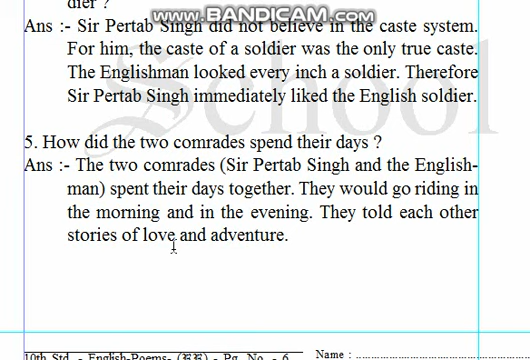 dier ?
www.BANDICAM.com
Ans :- Sir Pertab Singh did not believe in the caste system.
For him, the caste of a soldier was the only true caste.
The Englishman looked every inch a soldier. Therefore
Sir Pertab Singh immediately liked the English soldier.
School
5. How did the two comrades spend their days ?
Ans :- The two comrades (Sir Pertab Singh and the English-
man) spent their days together. They would go riding in
the morning and in the evening. They told each other
stories of love and adventure.
10th Std. - English-Poems- - Pg. No. - 6
Name : ...............................